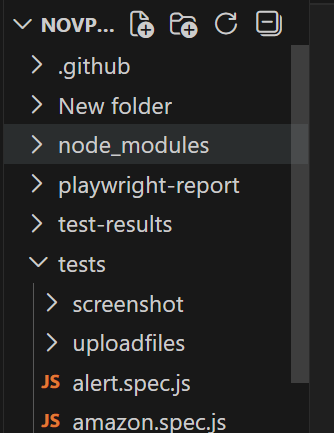 NOVP...
.github
New folder
node_modules
playwright-report
test-results
tests
screenshot
uploadfiles
JS alert.spec.js
JS amazon.spec.js